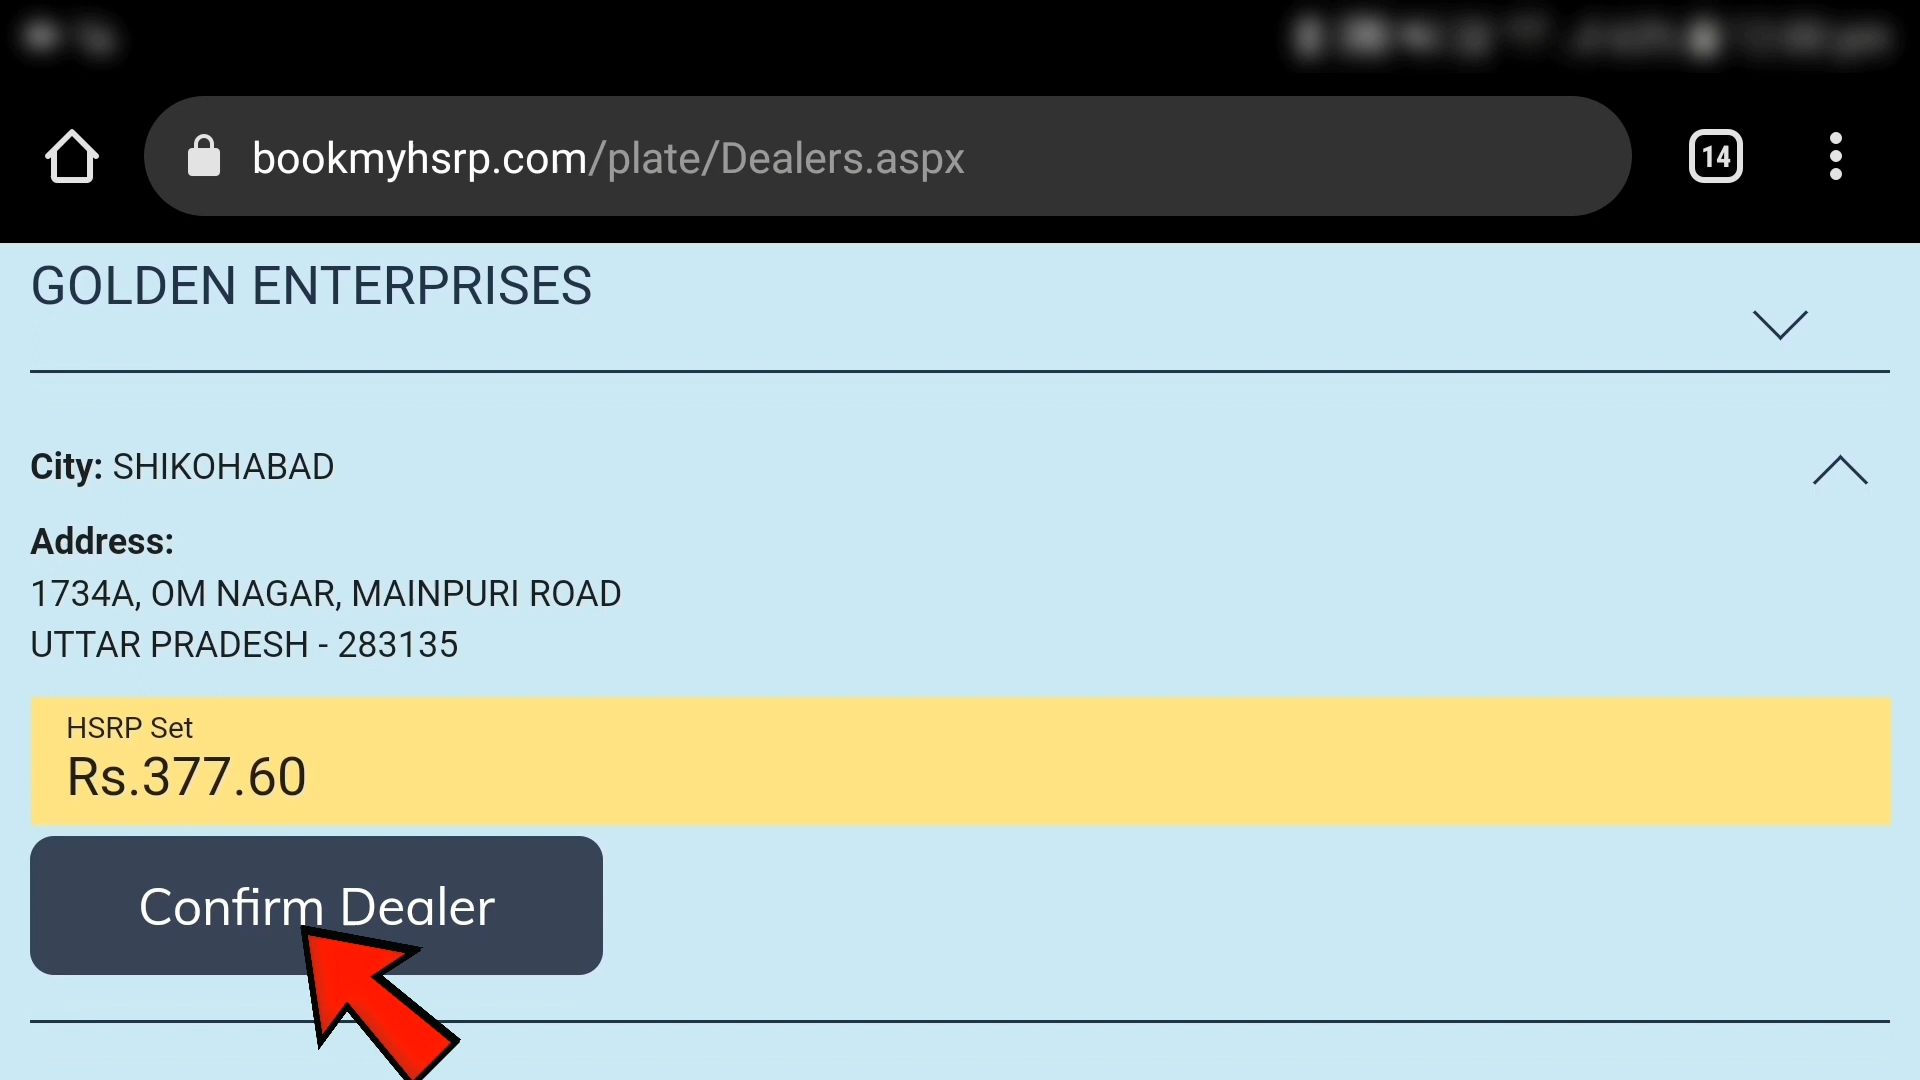 bookmyhsrp.com/plate/Dealers.aspx
14
GOLDEN ENTERPRISES
City: SHIKOHABAD
Address:
1734A, OM NAGAR, MAINPURI ROAD
UTTAR PRADESH - 283135
HSRP Set
Rs.377.60
Confirm Dealer